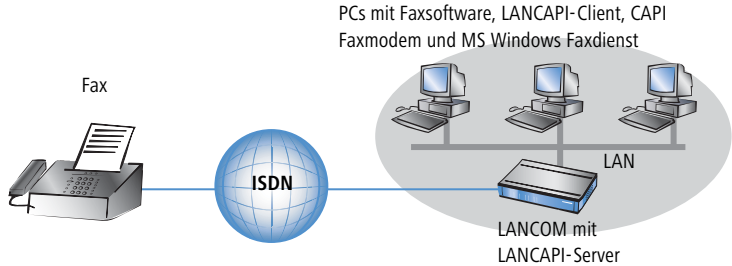 PCs mit Faxsoftware, LANCAPI-Client, CAPI
Faxmodem und MS Windows Faxdienst
Fax
ISDN
LAN
LANCOM mit
LANCAPI-Server